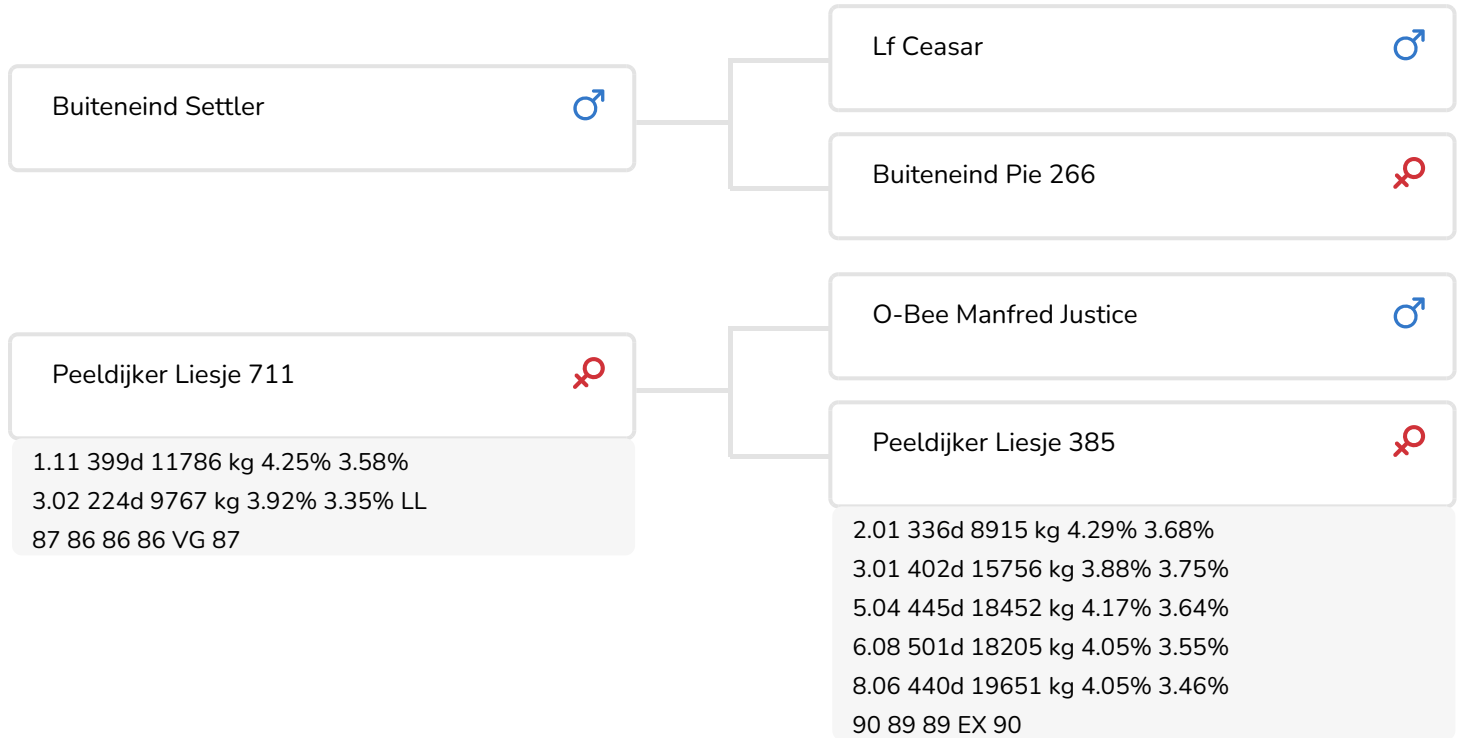 Lf Ceasar
Buiteneind Settler
Buiteneind Pie 266
O-Bee Manfred Justice
Peeldijker Liesje 711
1.11 399d 11786 kg 4.25% 3.58%
3.02 224d 9767 kg 3.92% 3.35% LL
87 86 86 86 VG 87
Peeldijker Liesje 385
2.01 336d 8915 kg 4.29% 3.68%
3.01 402d 15756 kg 3.88% 3.75%
5.04 445d 18452 kg 4.17% 3.64%
6.08 501d 18205 kg 4.05% 3.55%
8.06 440d 19651 kg 4.05% 3.46%
90 89 89 EX 90